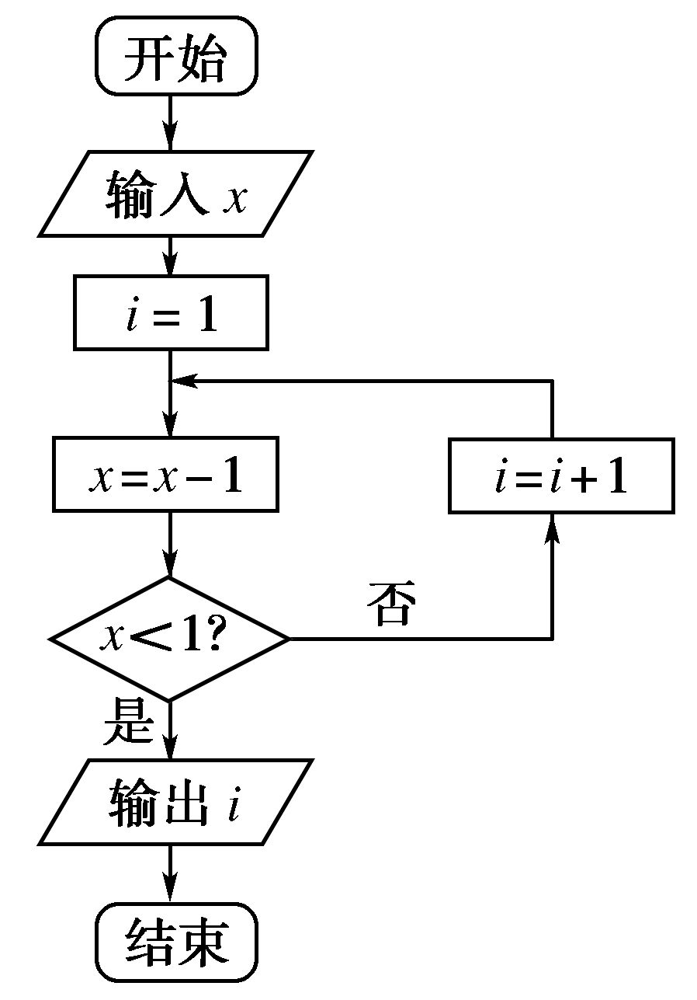 开始
输入 x
i = 1
x=x-1
i=i+1
x<1?
否
是
输出 i
结束